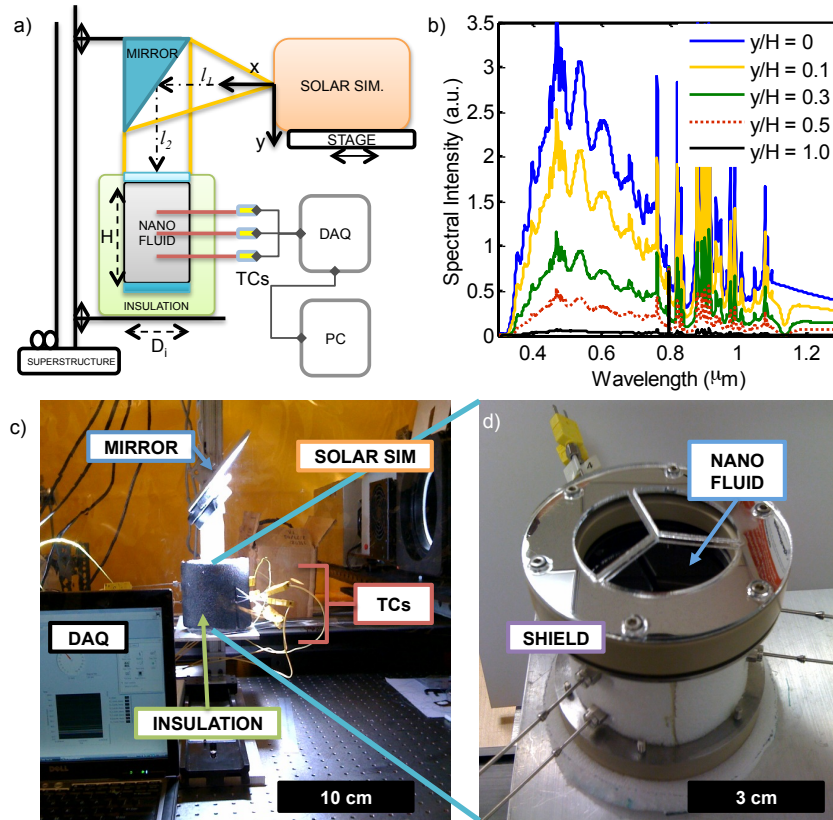 a)
MIRROR
x
l1
SOLAR SIM.
y
STAGE
l2
H
NANO
FLUID
DAQ
TCs
INSULATION
PC
Di
SUPERSTRUCTURE
b)
3.5
3
2.5
2
1.5
1
0.5
0
Spectral Intensity (a.u.)
y/H = 0
y/H = 0.1
y/H = 0.3
y/H = 0.5
y/H = 1.0
0.4 0.6 0.8 1 1.2
Wavelength (μm)
c)
MIRROR
SOLAR SIM
TCs
DAQ
INSULATION
DELL
10 cm
d)
4
NANO
FLUID
SHIELD
3 cm